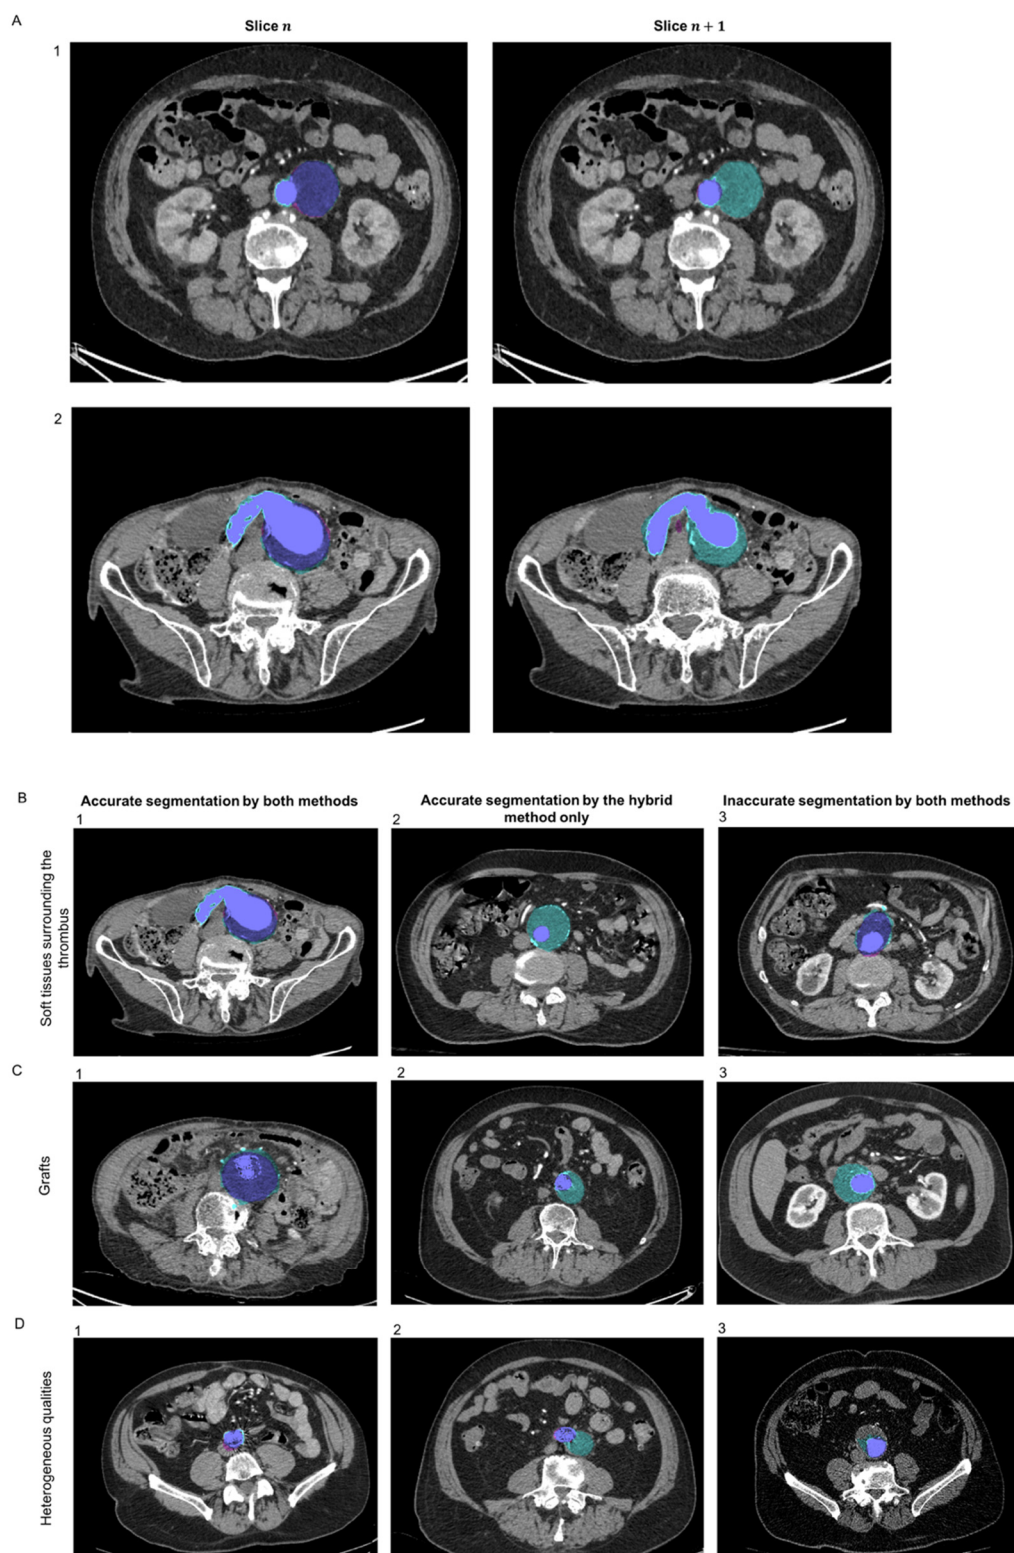 A
Slice n
Slice n + 1
1
2
B
Accurate segmentation by both methods
Accurate segmentation by the hybrid
method only
Inaccurate segmentation by both methods
1
2
3
Soft tissues surrounding the
thrombus
C
1
2
3
Grafts
D
1
2
3
Heterogeneous qualities